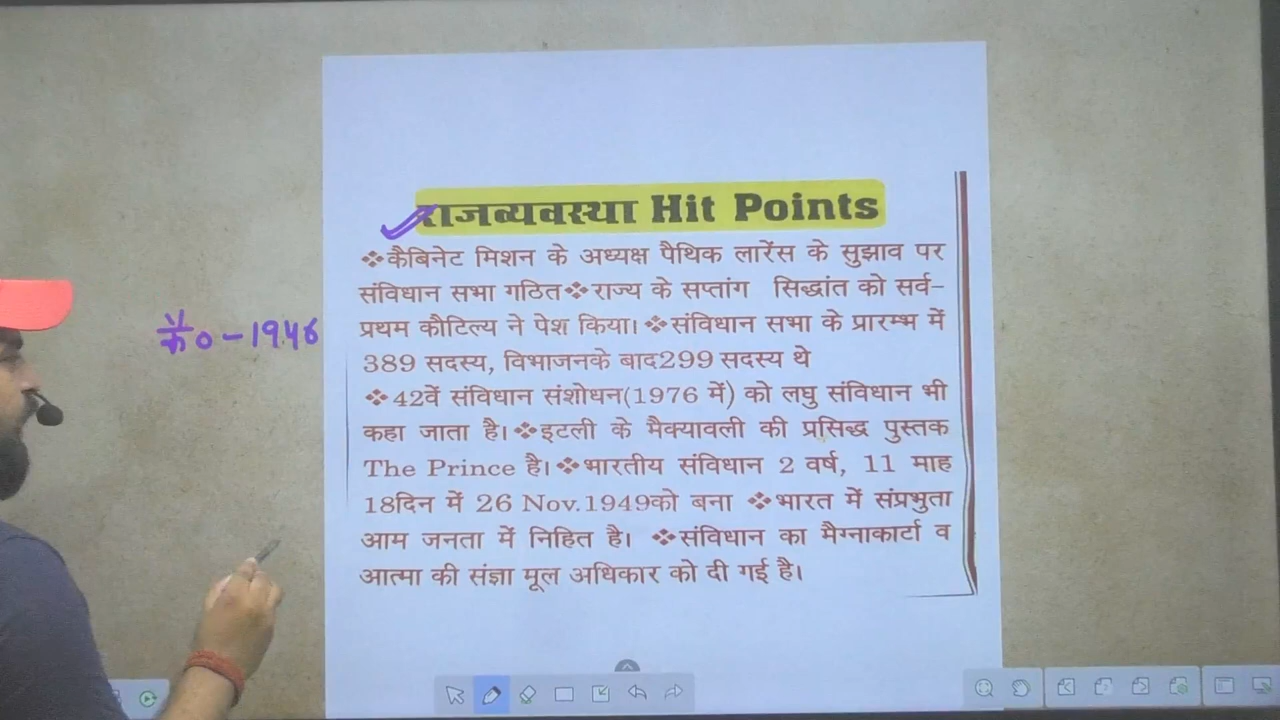 राजव्यवस्था Hit Points
❖कैबिनेट मिशन के अध्यक्ष पैथिक लारेंस के सुझाव पर
संविधान सभा गठित❖राज्य के सप्तांग सिद्धांत को सर्व-
प्रथम कौटिल्य ने पेश किया। ❖संविधान सभा के प्रारम्भ में
389 सदस्य, विभाजनके बाद299 सदस्य थे
❖42वें संविधान संशोधन(1976 में) को लघु संविधान भी
कहा जाता है।❖इटली के मैक्यावली की प्रसिद्ध पुस्तक
The Prince है।❖भारतीय संविधान 2 वर्ष, 11 माह
18दिन में 26 Nov.1949को बना ❖भारत में संप्रभुता
आम जनता में निहित है। ❖संविधान का मैग्नाकार्टा व
आत्मा की संज्ञा मूल अधिकार को दी गई है।
1946